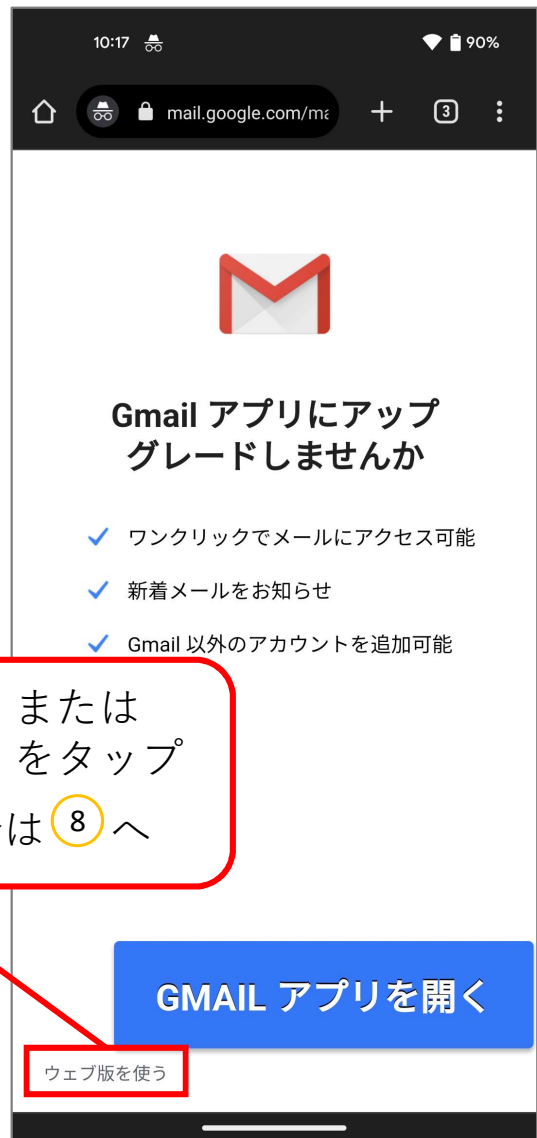 10:17
90%
mail.google.com/ma
3
Gmail アプリにアップ
グレードしませんか
ワンクリックでメールにアクセス可能
新着メールをお知らせ
Gmail 以外のアカウントを追加可能
または
をタップ
は 8 へ
GMAIL アプリを開く
ウェブ版を使う